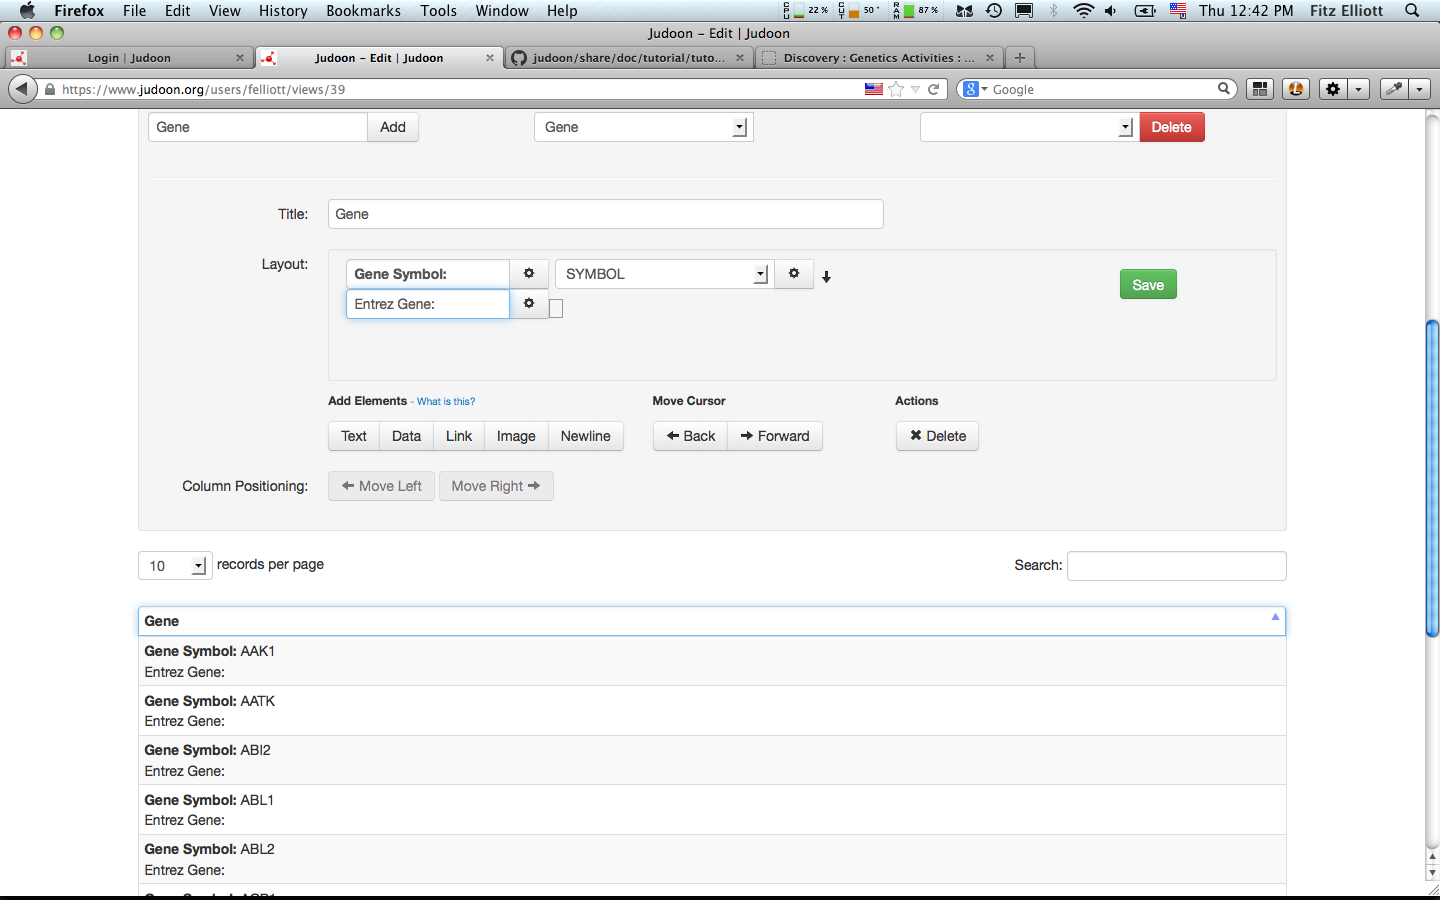 Firefox File Edit View History Bookmarks Tools Window Help CPU 22% 50° RAM 87% Thu 12:42 PM Fitz Elliott
Judoon – Edit | Judoon
Login | Judoon Judoon – Edit | Judoon judoon/share/doc/tutorial/tuto... Discovery : Genetics Activities : ...
https://www.judoon.org/users/felliott/views/39 Google
Gene Add Gene Delete
Title: Gene
Layout: Gene Symbol: SYMBOL Save
Entrez Gene:
Add Elements - What is this? Move Cursor Actions
Text Data Link Image Newline Back Forward Delete
Column Positioning: Move Left Move Right
10 records per page Search:
Gene
Gene Symbol: AAK1
Entrez Gene:
Gene Symbol: AATK
Entrez Gene:
Gene Symbol: ABI2
Entrez Gene:
Gene Symbol: ABL1
Entrez Gene:
Gene Symbol: ABL2
Entrez Gene: